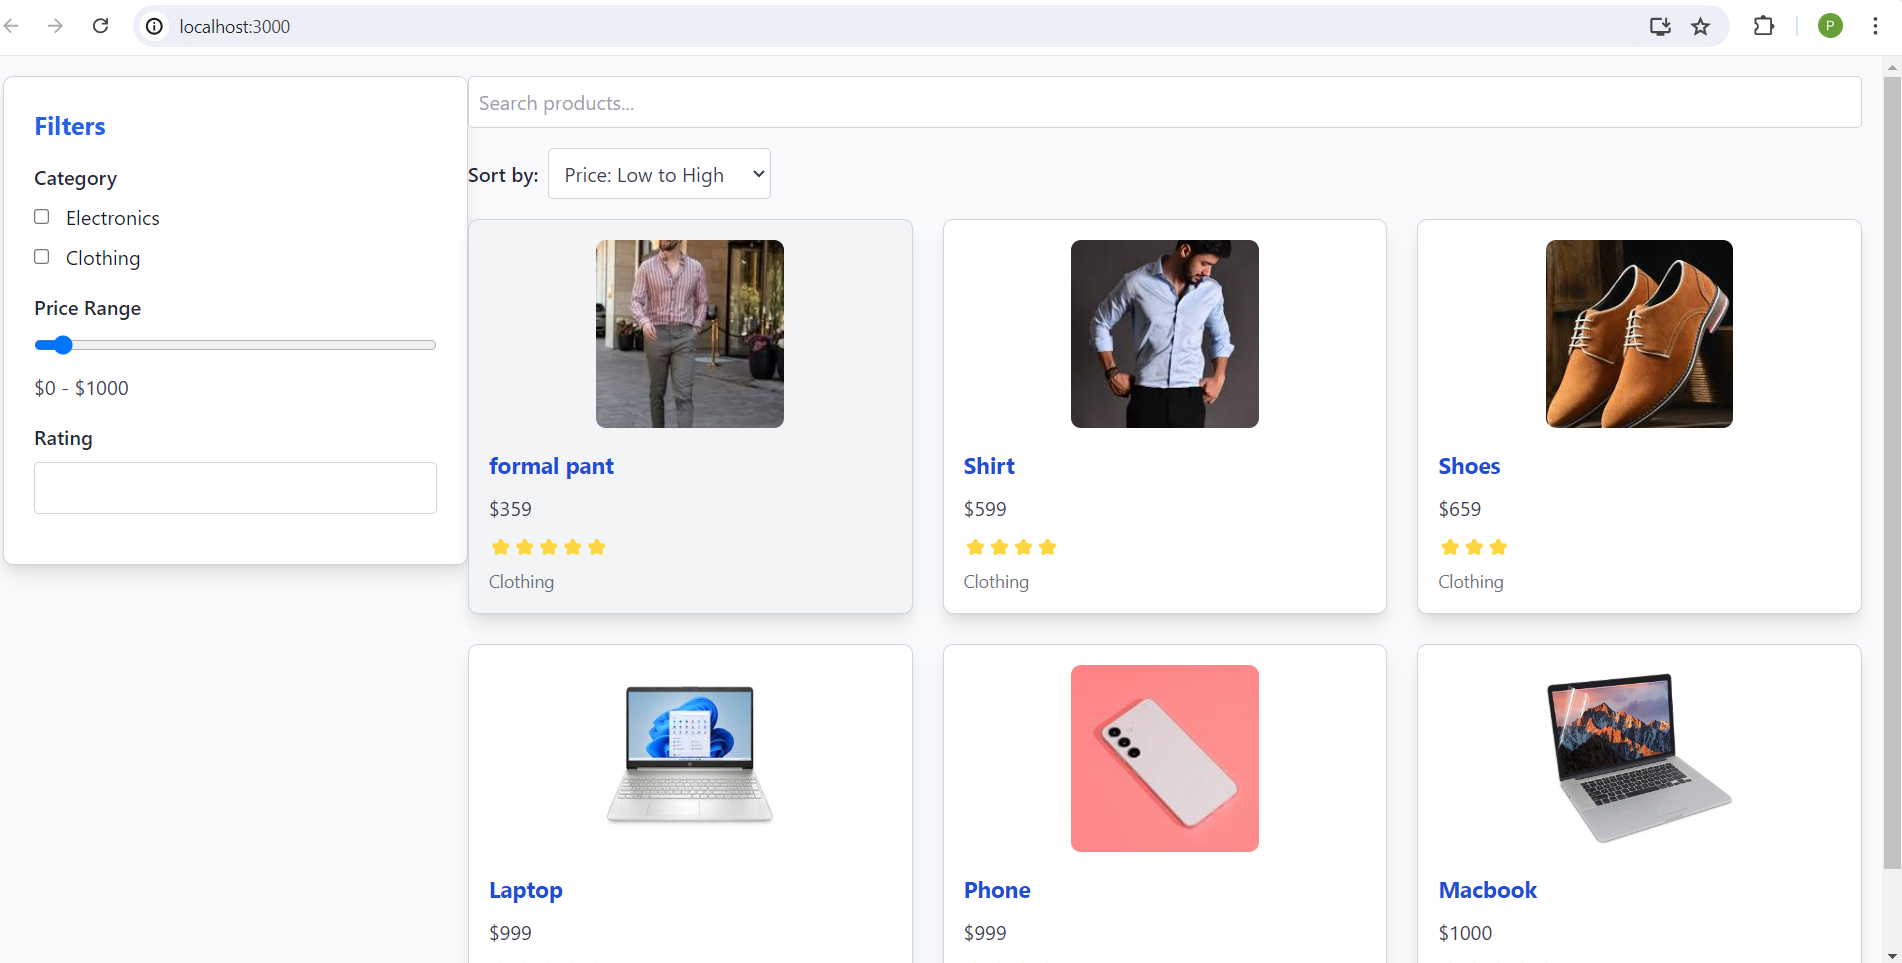 localhost:3000
P
Filters
Category
Electronics
Clothing
Price Range
$0 - $1000
Rating
Search products...
Sort by: Price: Low to High
formal pant
$359
Clothing
Shirt
$599
Clothing
Shoes
$659
Clothing
Laptop
$999
Phone
$999
Macbook
$1000